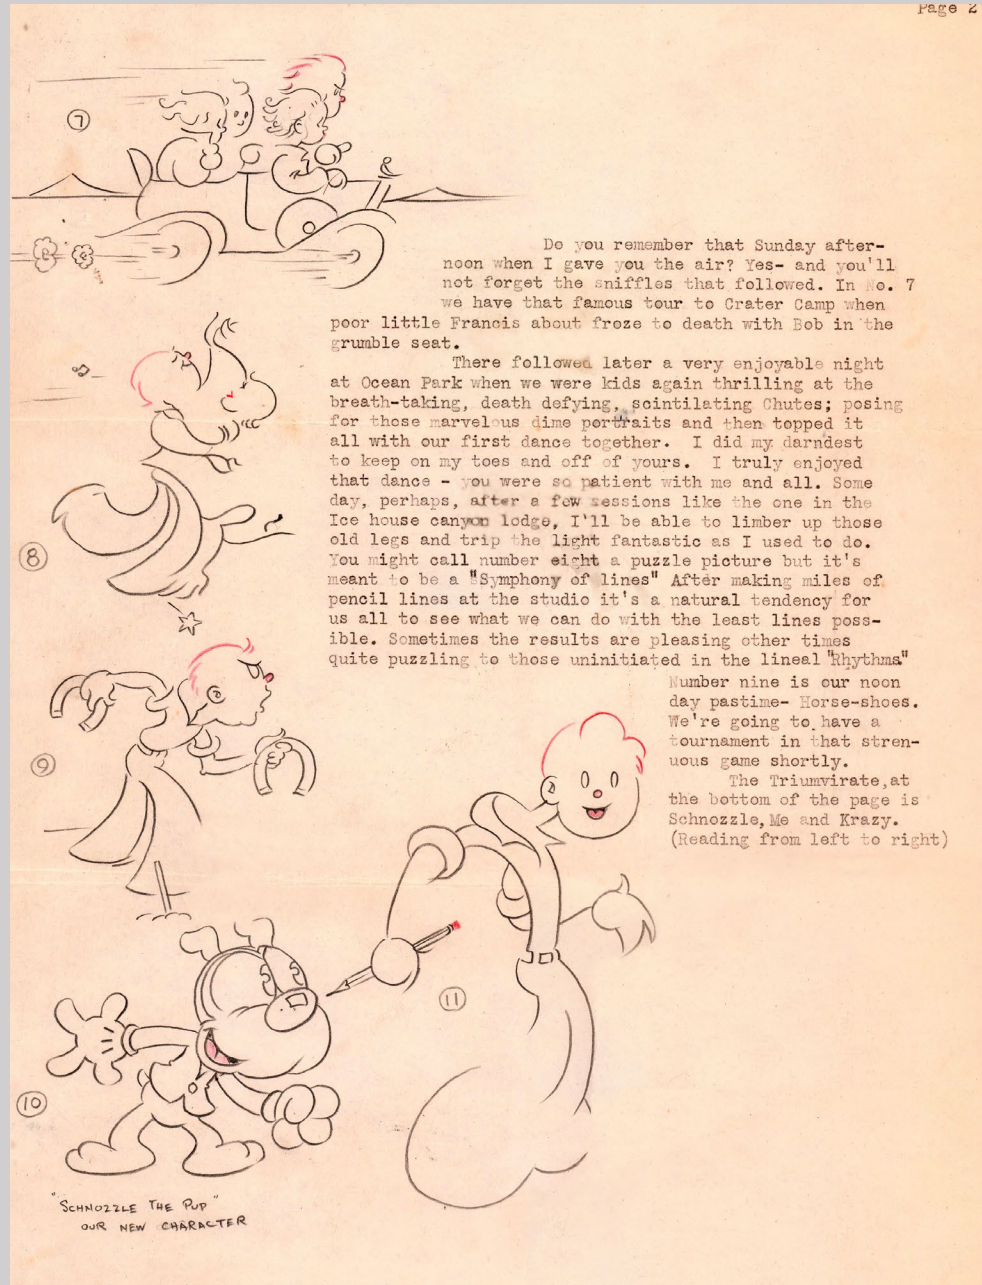 Page 2
7
Do you remember that Sunday after-
noon when I gave you the air? Yes- and you'll
not forget the sniffles that followed. In No. 7
we have that famous tour to Crater Camp when
poor little Francis about froze to death with Bob in the
grumble seat.
There followed later a very enjoyable night
at Ocean Park when we were kids again thrilling at the
breath-taking, death defying, scintilating Chutes; posing
for those marvelous dime portraits and then topped it
all with our first dance together. I did my darndest
to keep on my toes and off of yours. I truly enjoyed
that dance - you were so patient with me and all. Some
day, perhaps, after a few sessions like the one in the
Ice house canyon lodge, I'll be able to limber up those
old legs and trip the light fantastic as I used to do.
You might call number eight a puzzle picture but it's
meant to be a "Symphony of lines" After making miles of
pencil lines at the studio it's a natural tendency for
us all to see what we can do with the least lines poss-
ible. Sometimes the results are pleasing other times
quite puzzling to those uninitiated in the lineal "Rhythms"
8
Number nine is our noon
day pastime- Horse-shoes.
We're going to have a
tournament in that stren-
uous game shortly.
9
The Triumvirate,at
the bottom of the page is
Schnozzle,Me and Krazy.
(Reading from left to right)
11
10
"SCHNOZZLE THE PUP"
OUR NEW CHARACTER